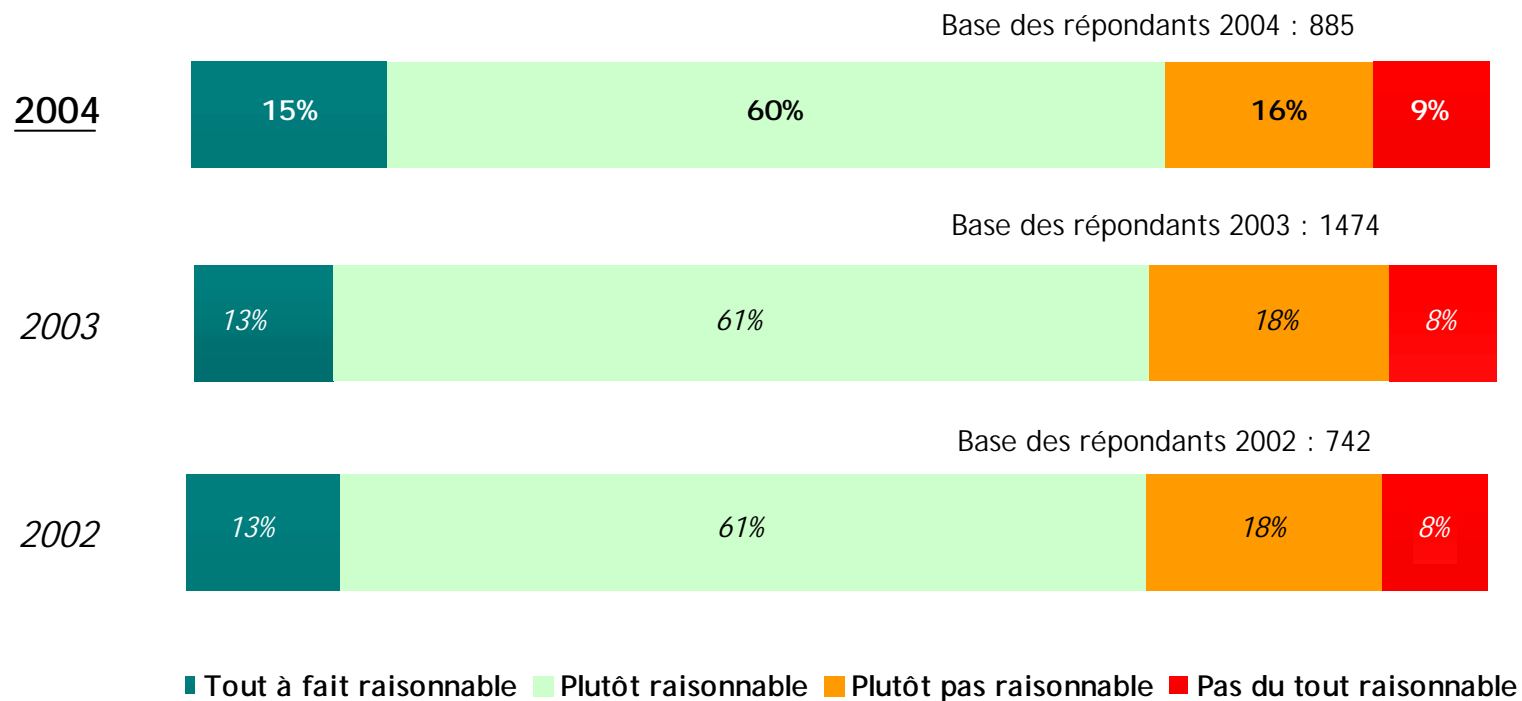 Base des répondants 2004 : 885
2004 15% 60% 16% 9%
Base des répondants 2003 : 1474
2003 13% 61% 18% 8%
Base des répondants 2002 : 742
2002 13% 61% 18% 8%
Tout à fait raisonnable Plutôt raisonnable Plutôt pas raisonnable Pas du tout raisonnable